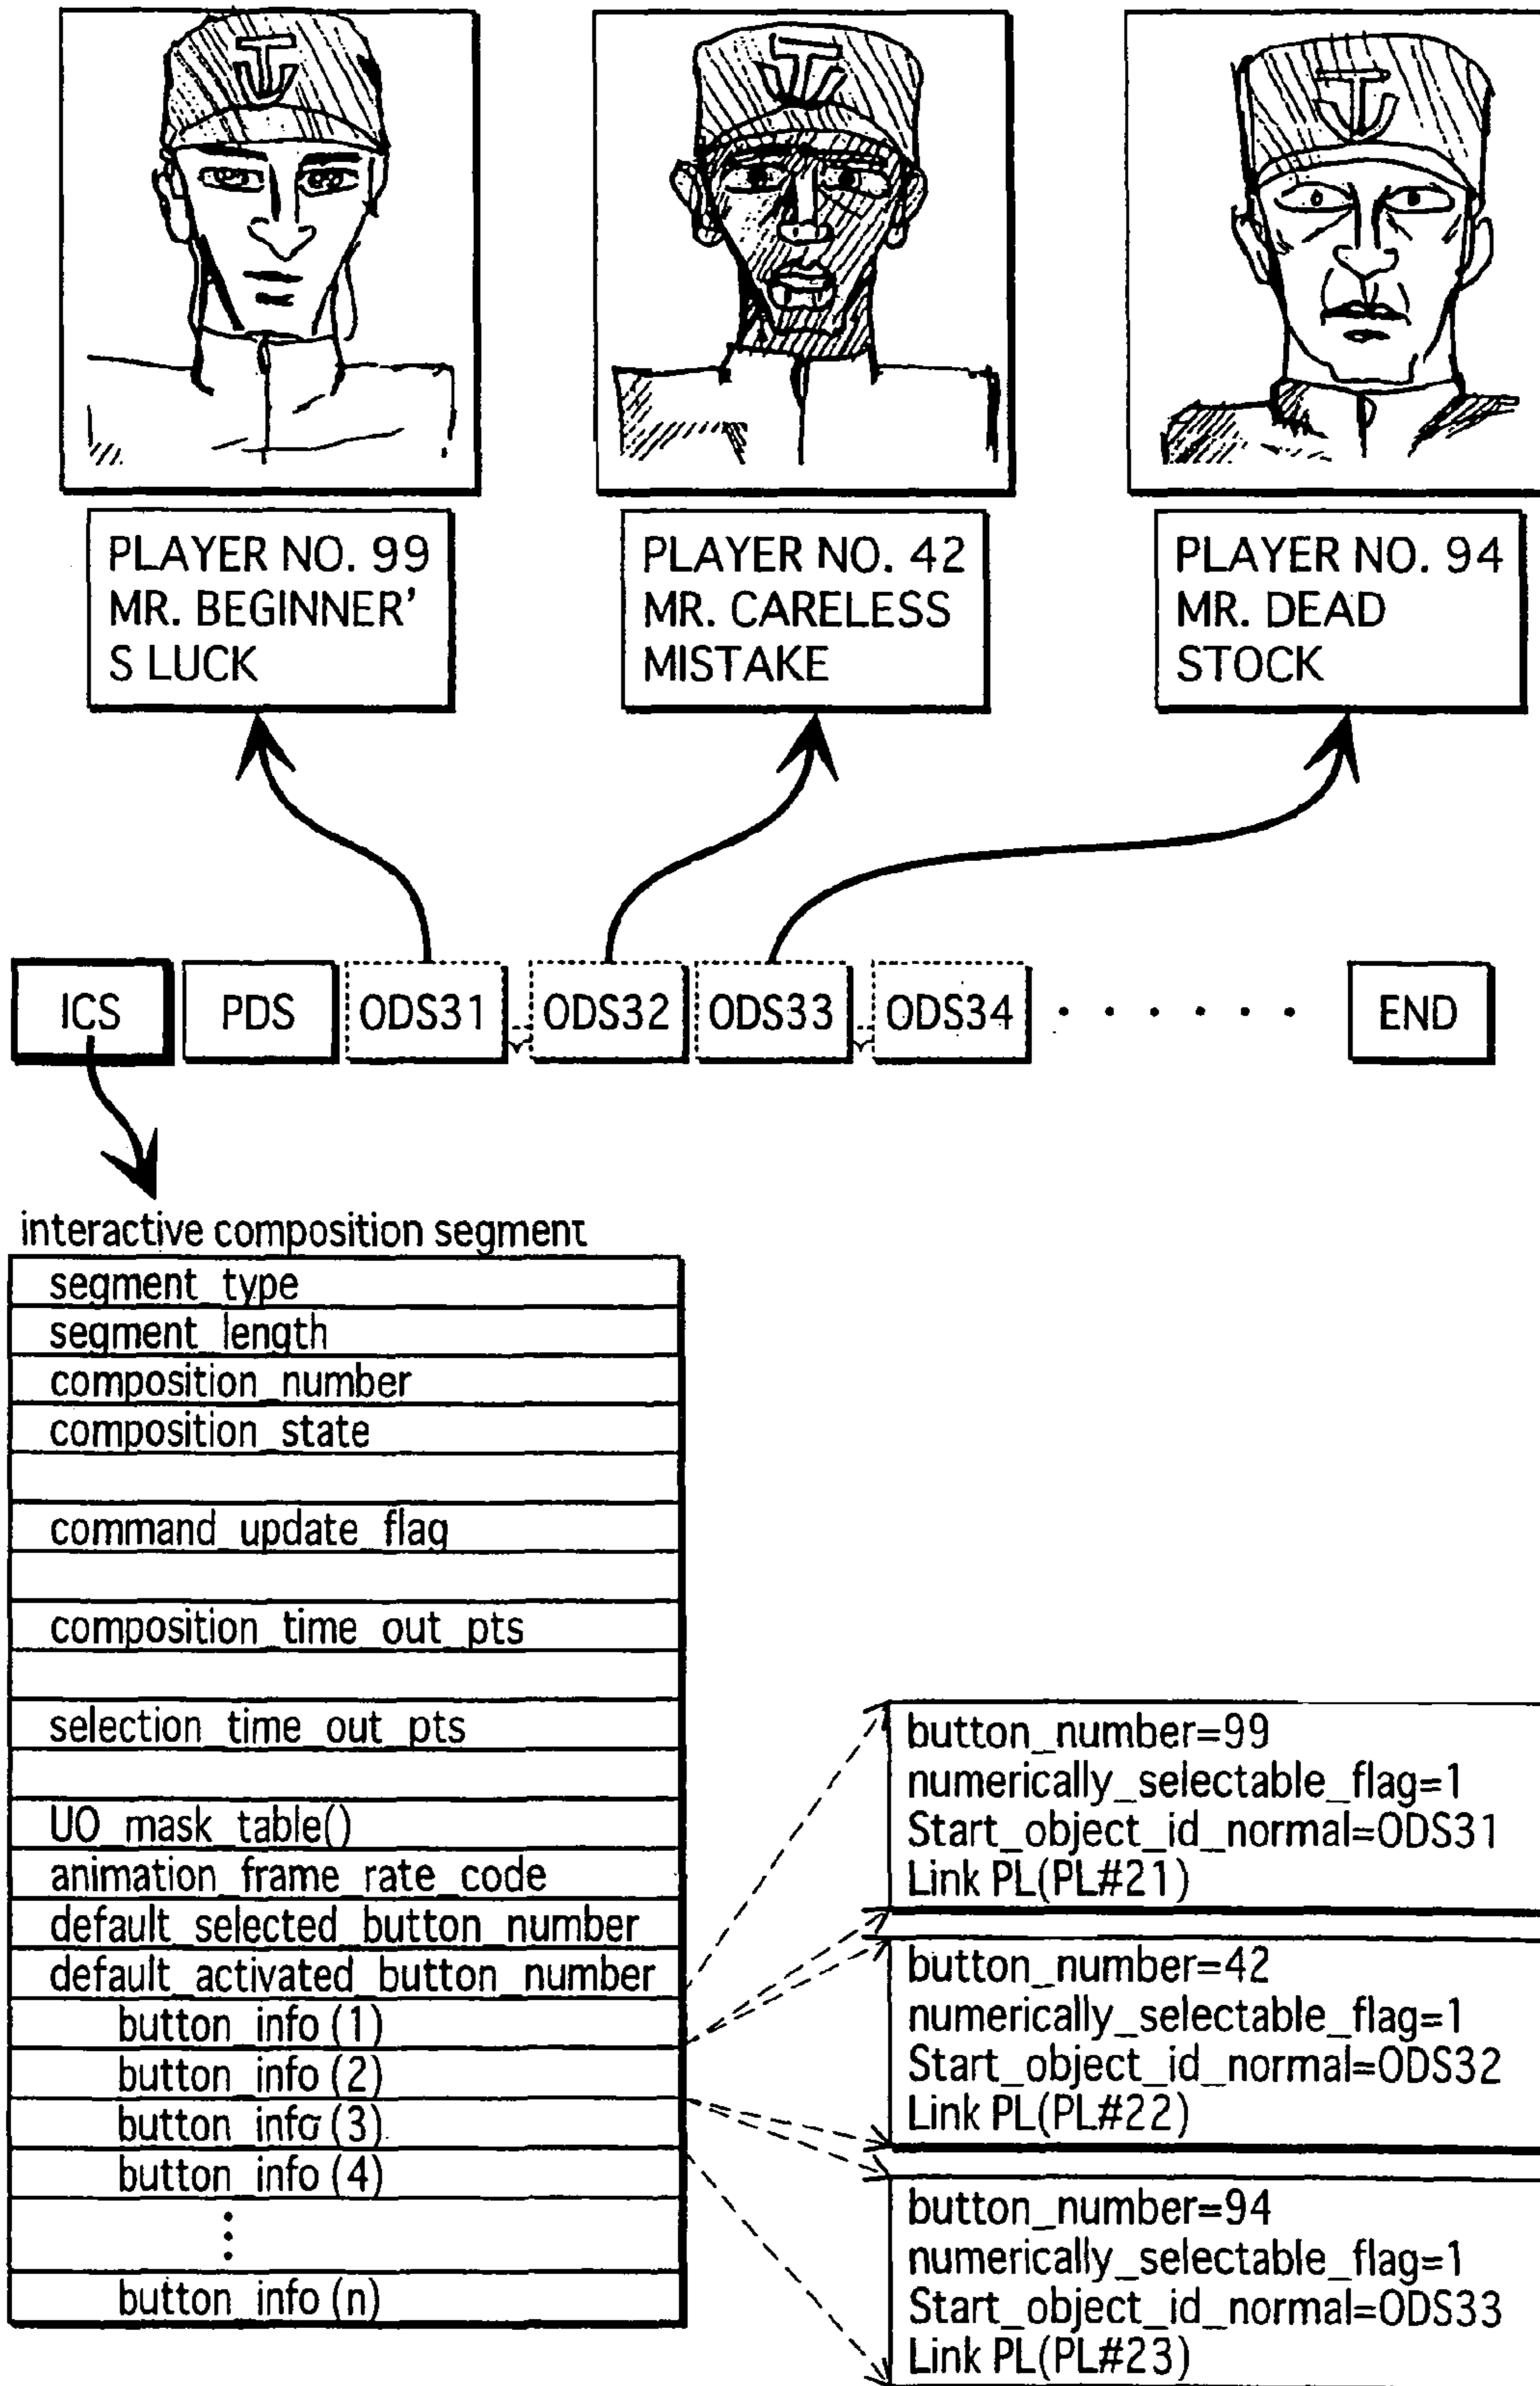 PLAYER NO. 99
MR. BEGINNER'
S LUCK
PLAYER NO. 42
MR. CARELESS
MISTAKE
PLAYER NO. 94
MR. DEAD
STOCK
ICS PDS ODS31 ODS32 ODS33 ODS34 · · · · · · END
interactive composition segment
segment_type
segment_length
composition_number
composition_state
command_update_flag
composition_time_out_pts
selection_time_out_pts
UO_mask_table()
animation_frame_rate_code
default_selected_button_number
default_activated_button_number
button_info (1)
button_info (2)
button_info (3)
button_info (4)
button_info (n)
button_number=99
numerically_selectable_flag=1
Start_object_id_normal=ODS31
Link PL(PL#21)
button_number=42
numerically_selectable_flag=1
Start_object_id_normal=ODS32
Link PL(PL#22)
button_number=94
numerically_selectable_flag=1
Start_object_id_normal=ODS33
Link PL(PL#23)